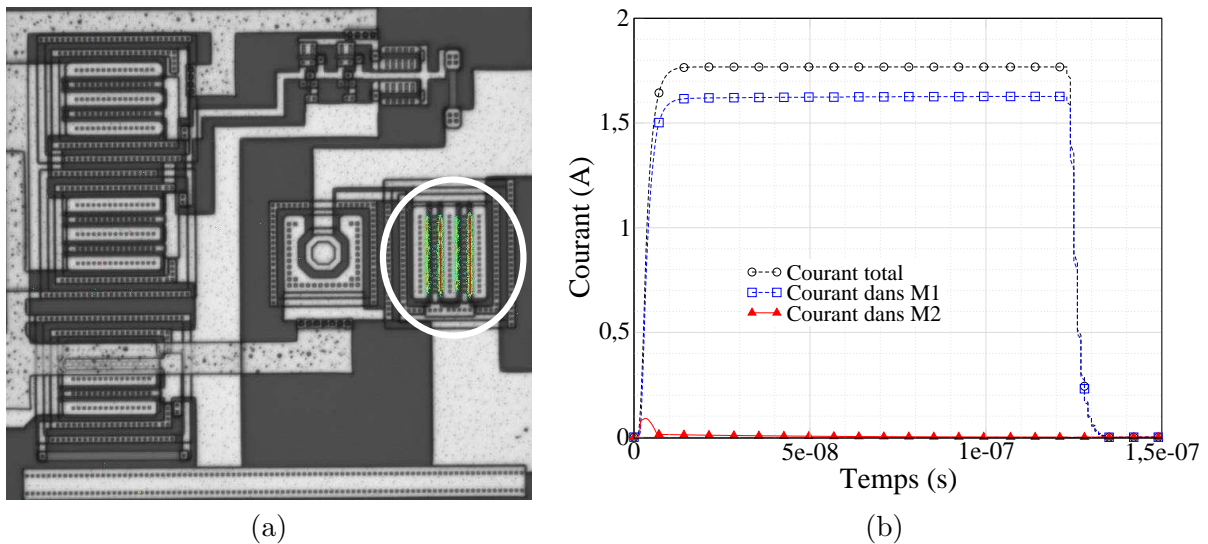 2
1,5
1
0,5
0
Courant (A)
Courant total
Courant dans M1
Courant dans M2
0
5e-08
1e-07
1,5e-07
Temps (s)
(a)
(b)